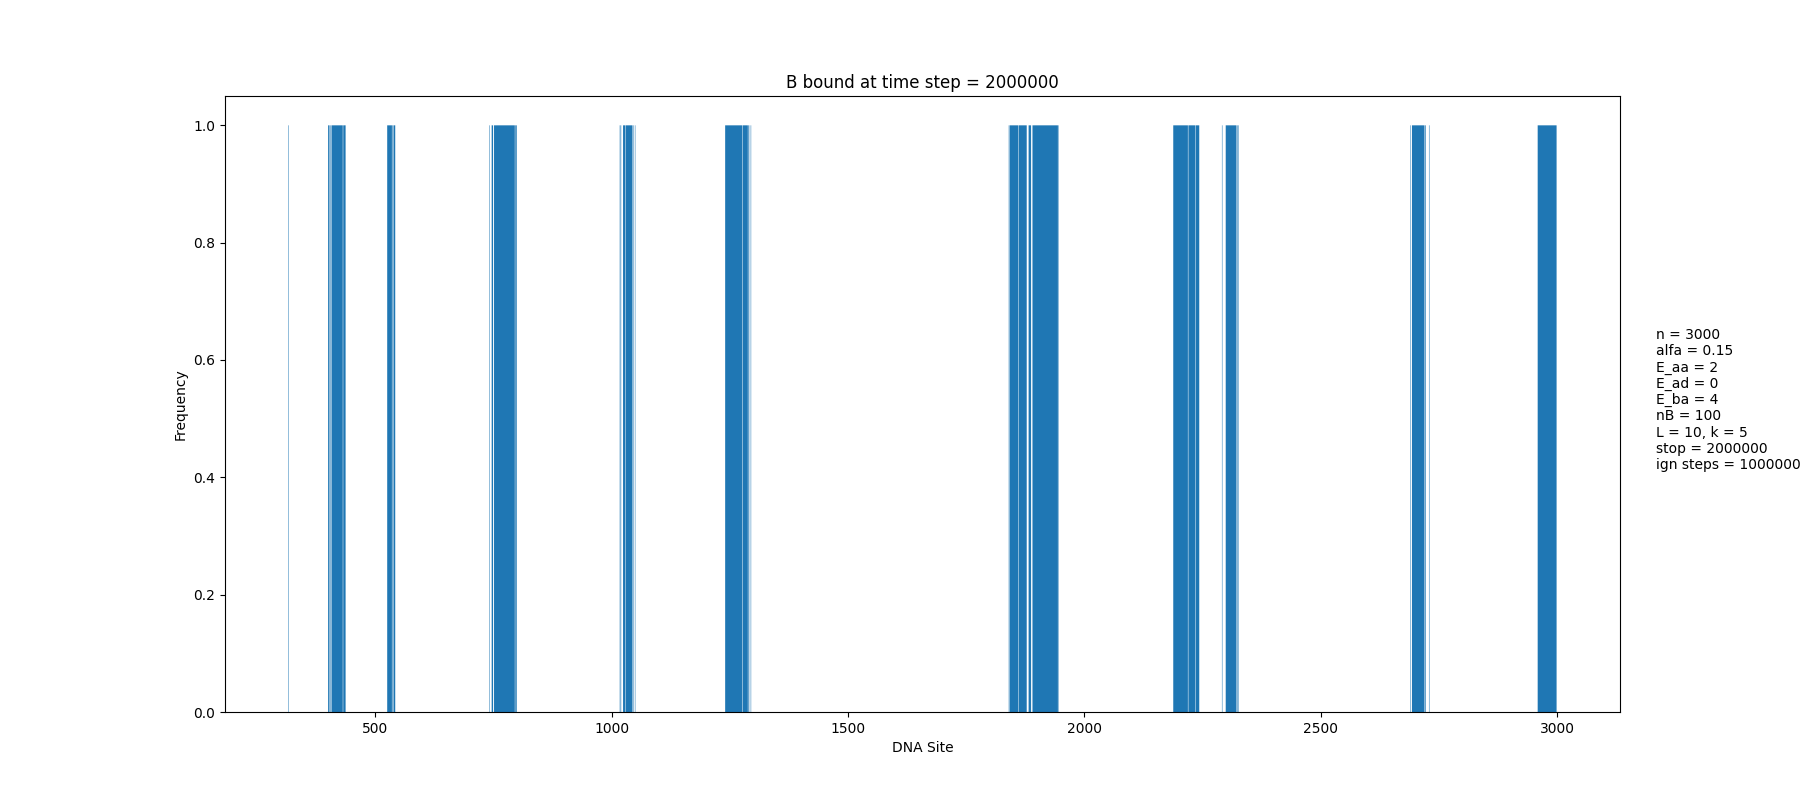 B bound at time step = 2000000
1.0
0.8
0.6
0.4
0.2
0.0
Frequency
500 1000 1500 2000 2500 3000
DNA Site
n = 3000
alfa = 0.15
E_aa = 2
E_ad = 0
E_ba = 4
nB = 100
L = 10, k = 5
stop = 2000000
ign steps = 1000000